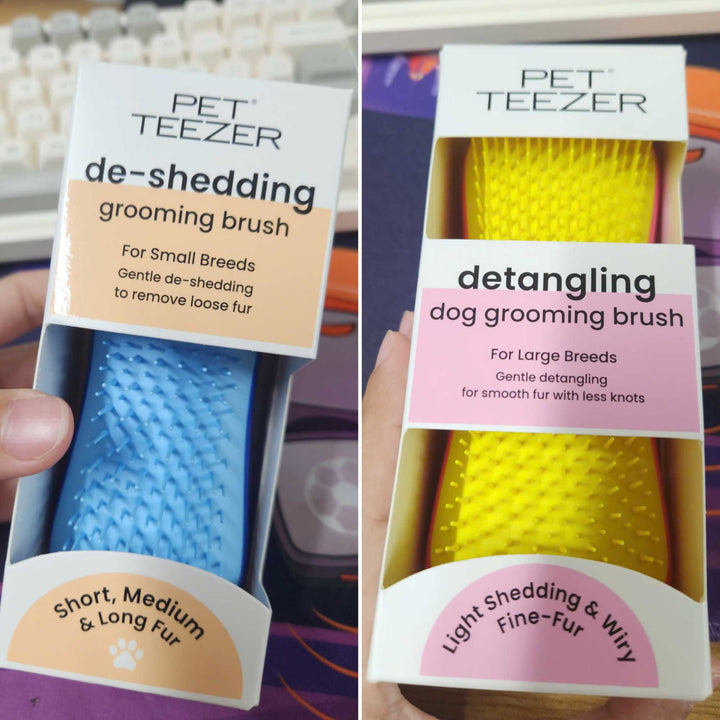 PET
TEEZER
de-shedding
grooming brush
For Small Breeds
Gentle de-shedding
to remove loose fur
Short, Medium
& Long Fur
PET
TEEZER
detangling
dog grooming brush
For Large Breeds
Gentle detangling
for smooth fur with less knots
Light Shedding & Wiry
Fine-Fur